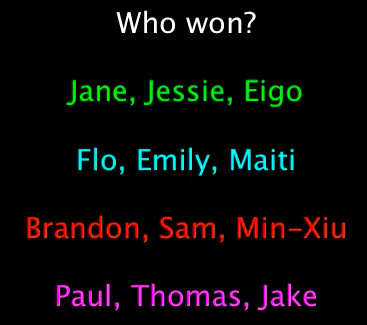 Who won?
Jane, Jessie, Eigo
Flo, Emily, Maiti
Brandon, Sam, Min-Xiu
Paul, Thomas, Jake